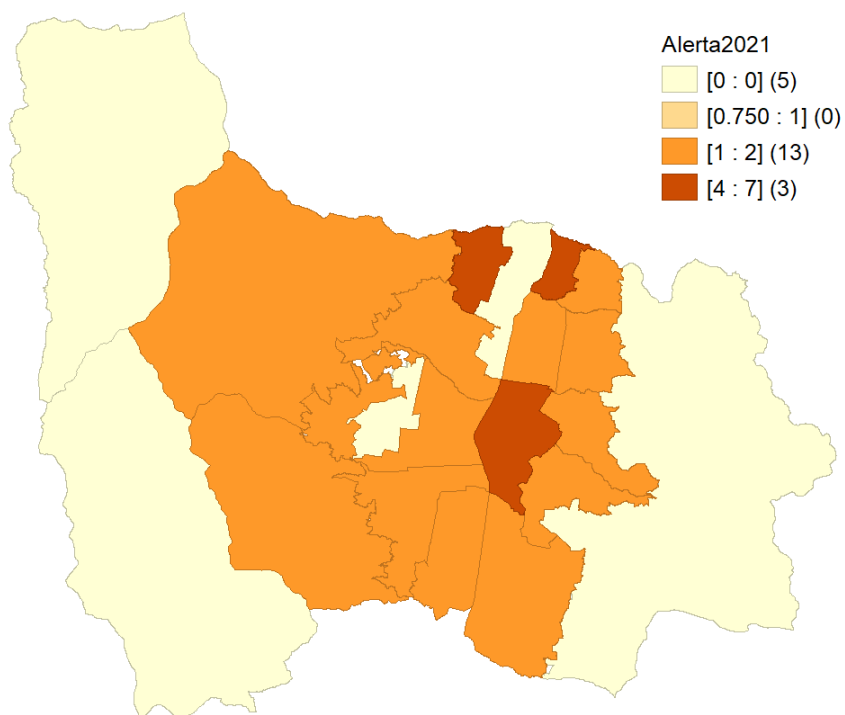 Alerta2021
[0 : 0] (5)
[0.750 : 1] (0)
[1 : 2] (13)
[4 : 7] (3)